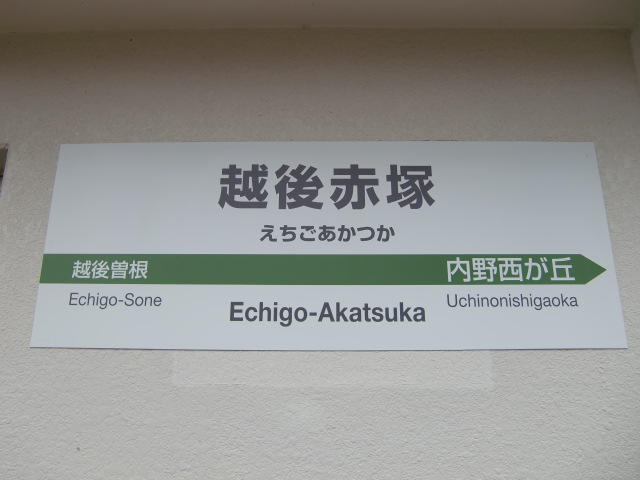 越後赤塚
えちごあかつか
越後曽根 内野西が丘
Echigo-Sone Echigo-Akatsuka Uchinonishigaoka